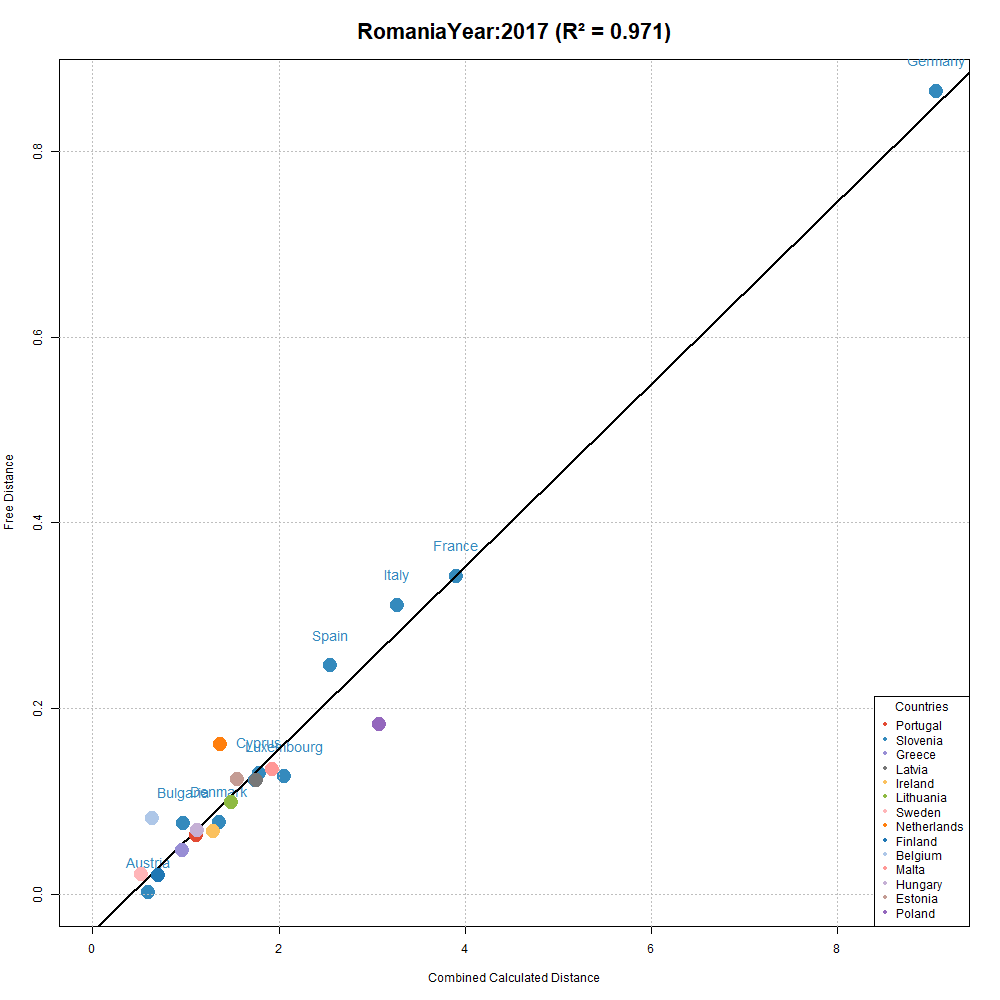 RomaniaYear:2017 (R² = 0.971)
Germany
0.8
0.6
Free Distance
0.4
France
Italy
Spain
0.2
Cyprus
Luxembourg
Bulgaria
Denmark
Austria
0.0
Countries
Portugal
Slovenia
Greece
Latvia
Ireland
Lithuania
Sweden
Netherlands
Finland
Belgium
Malta
Hungary
Estonia
Poland
0 2 4 6 8
Combined Calculated Distance